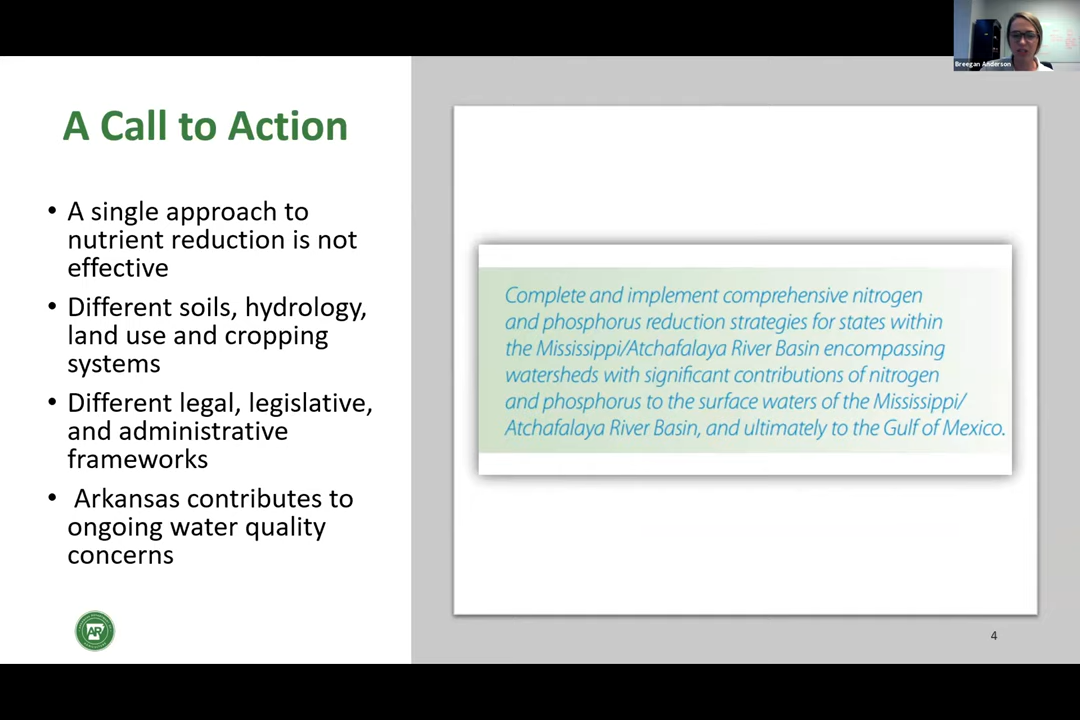 Breegan Anderson
A Call to Action
• A single approach to
nutrient reduction is not
effective
• Different soils, hydrology,
land use and cropping
systems
• Different legal, legislative,
and administrative
frameworks
• Arkansas contributes to
ongoing water quality
concerns
Complete and implement comprehensive nitrogen
and phosphorus reduction strategies for states within
the Mississippi/Atchafalaya River Basin encompassing
watersheds with significant contributions of nitrogen
and phosphorus to the surface waters of the Mississippi/
Atchafalaya River Basin, and ultimately to the Gulf of Mexico.
AR
4